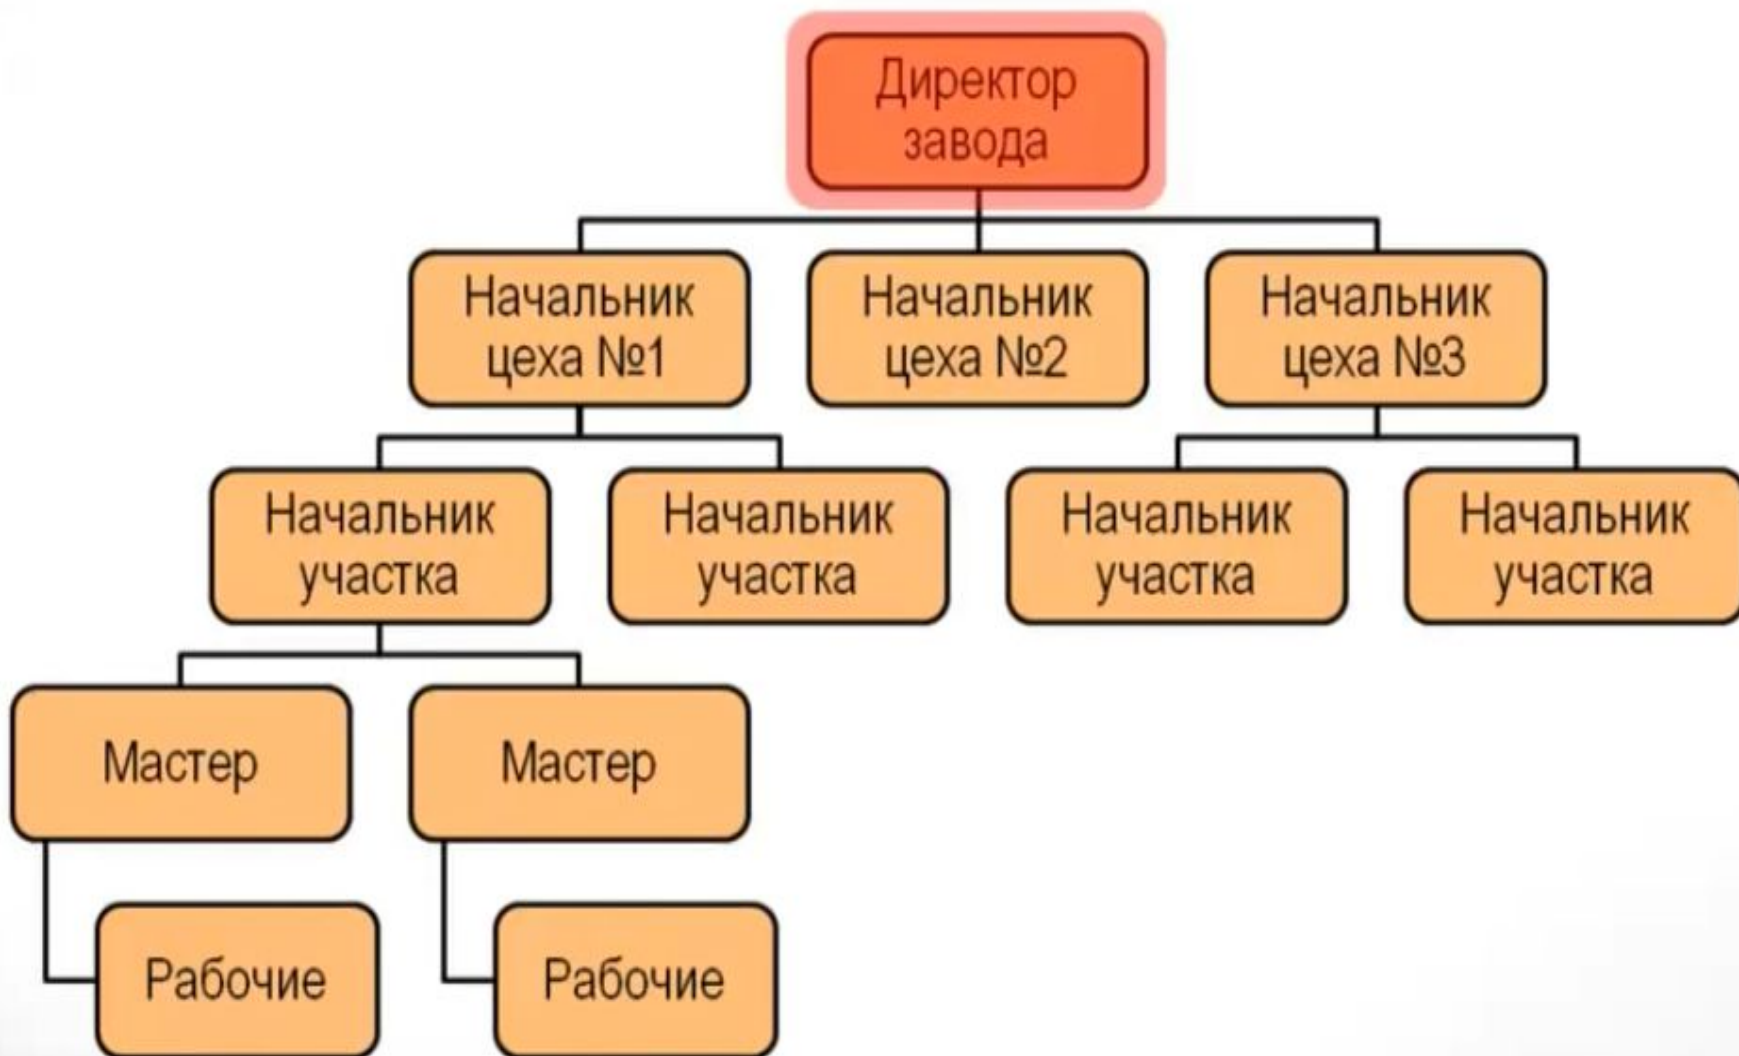 Директор
завода
Начальник
цеха №1
Начальник
цеха №2
Начальник
цеха №3
Начальник
участка
Начальник
участка
Начальник
участка
Начальник
участка
Мастер
Мастер
Рабочие
Рабочие